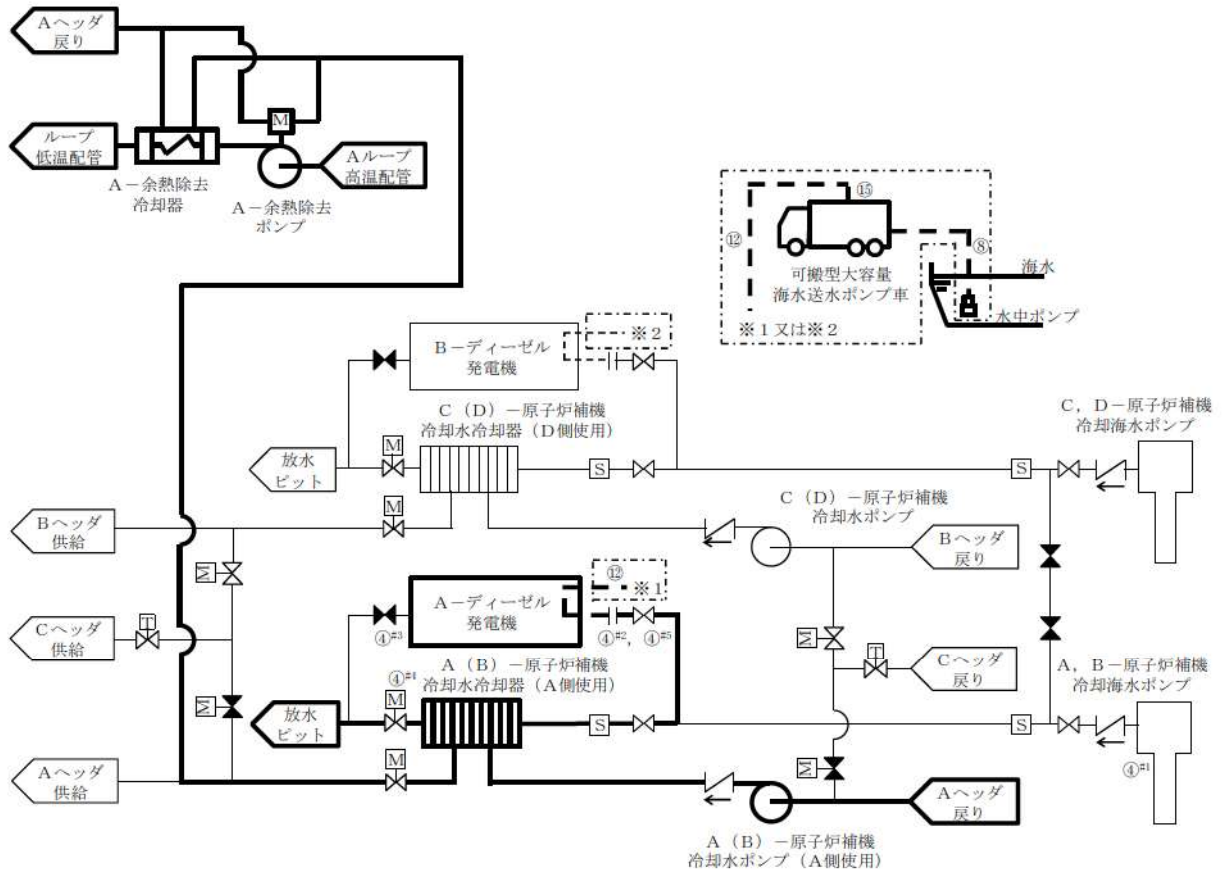 Aヘッダ
戻り
ループ
低温配管
A－余熱除去
冷却器
M
Aループ
高温配管
A－余熱除去
ポンプ
⑮
⑫
⑧
可搬型大容量
海水送水ポンプ車
海水
水中ポンプ
※1又は※2
B－ディーゼル
発電機
※2
C（D）－原子炉補機
冷却水冷却器（D側使用）
放水
ピット
M
S
S
C，D－原子炉補機
冷却海水ポンプ
M
Bヘッダ
供給
C（D）－原子炉補機
冷却水ポンプ
Bヘッダ
戻り
M
A－ディーゼル
発電機
⑫
※1
④#3
④#2，④#5
Cヘッダ
供給
T
M
T
Cヘッダ
戻り
A，B－原子炉補機
冷却海水ポンプ
A（B）－原子炉補機
冷却水冷却器（A側使用）
④#4
M
放水
ピット
M
S
S
④#1
M
M
Aヘッダ
供給
Aヘッダ
戻り
A（B）－原子炉補機
冷却水ポンプ（A側使用）